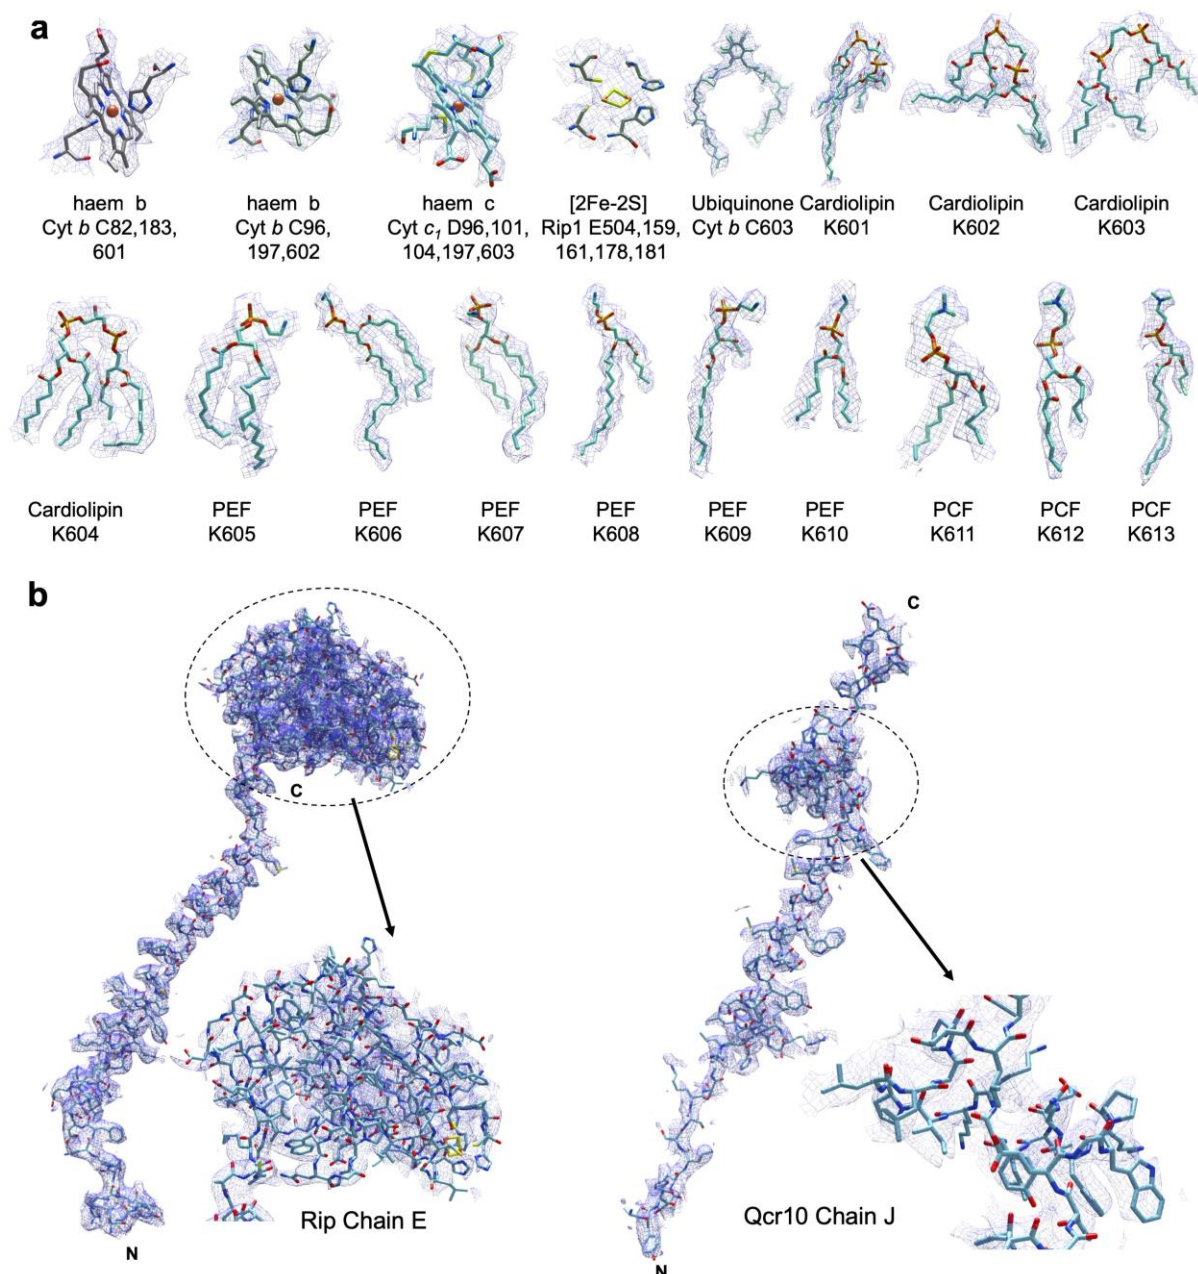 a
haem b
Cyt b C82,183,
601
haem b
Cyt b C96,
197,602
haem c
Cyt c₁ D96,101,
104,197,603
[2Fe-2S]
Rip1 E504,159,
161,178,181
Ubiquinone
Cyt b C603
Cardiolipin
K601
Cardiolipin
K602
Cardiolipin
K603
Cardiolipin
K604
PEF
K605
PEF
K606
PEF
K607
PEF
K608
PEF
K609
PEF
K610
PCF
K611
PCF
K612
PCF
K613
b
C
C
Rip Chain E
N
Qcr10 Chain J
N